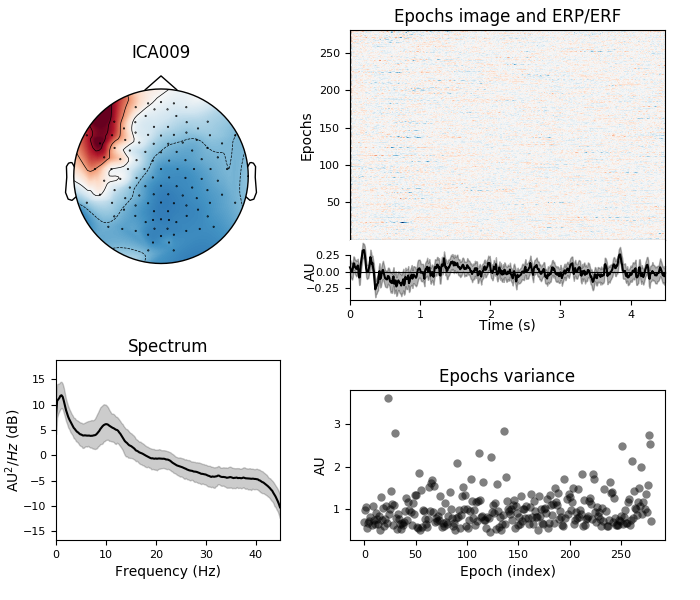 ICA009
Epochs image and ERP/ERF
Epochs
250
200
150
100
50
AU
0.25
0.00
−0.25
0 1 2 3 4
Time (s)
Spectrum
AU²/Hz (dB)
15
10
5
0
−5
−10
−15
0 10 20 30 40
Frequency (Hz)
Epochs variance
AU
3
2
1
0 50 100 150 200 250
Epoch (index)